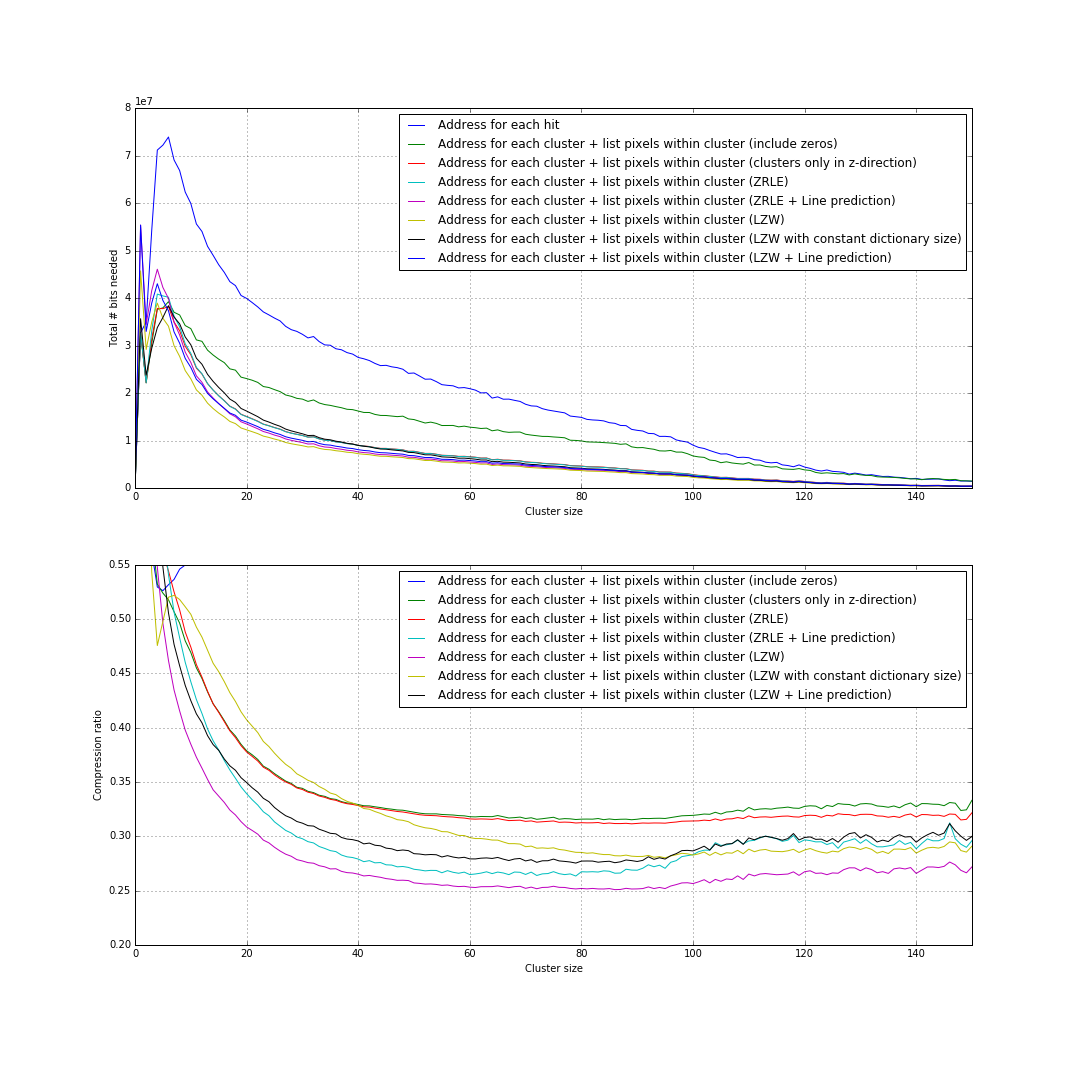 1e7
8
7
6
5
4
3
2
1
0
Total # bits needed
Address for each hit
Address for each cluster + list pixels within cluster (include zeros)
Address for each cluster + list pixels within cluster (clusters only in z-direction)
Address for each cluster + list pixels within cluster (ZRLE)
Address for each cluster + list pixels within cluster (ZRLE + Line prediction)
Address for each cluster + list pixels within cluster (LZW)
Address for each cluster + list pixels within cluster (LZW with constant dictionary size)
Address for each cluster + list pixels within cluster (LZW + Line prediction)
0 20 40 60 80 100 120 140
Cluster size
0.55
0.50
0.45
0.40
0.35
0.30
0.25
0.20
Compression ratio
Address for each cluster + list pixels within cluster (include zeros)
Address for each cluster + list pixels within cluster (clusters only in z-direction)
Address for each cluster + list pixels within cluster (ZRLE)
Address for each cluster + list pixels within cluster (ZRLE + Line prediction)
Address for each cluster + list pixels within cluster (LZW)
Address for each cluster + list pixels within cluster (LZW with constant dictionary size)
Address for each cluster + list pixels within cluster (LZW + Line prediction)
0 20 40 60 80 100 120 140
Cluster size